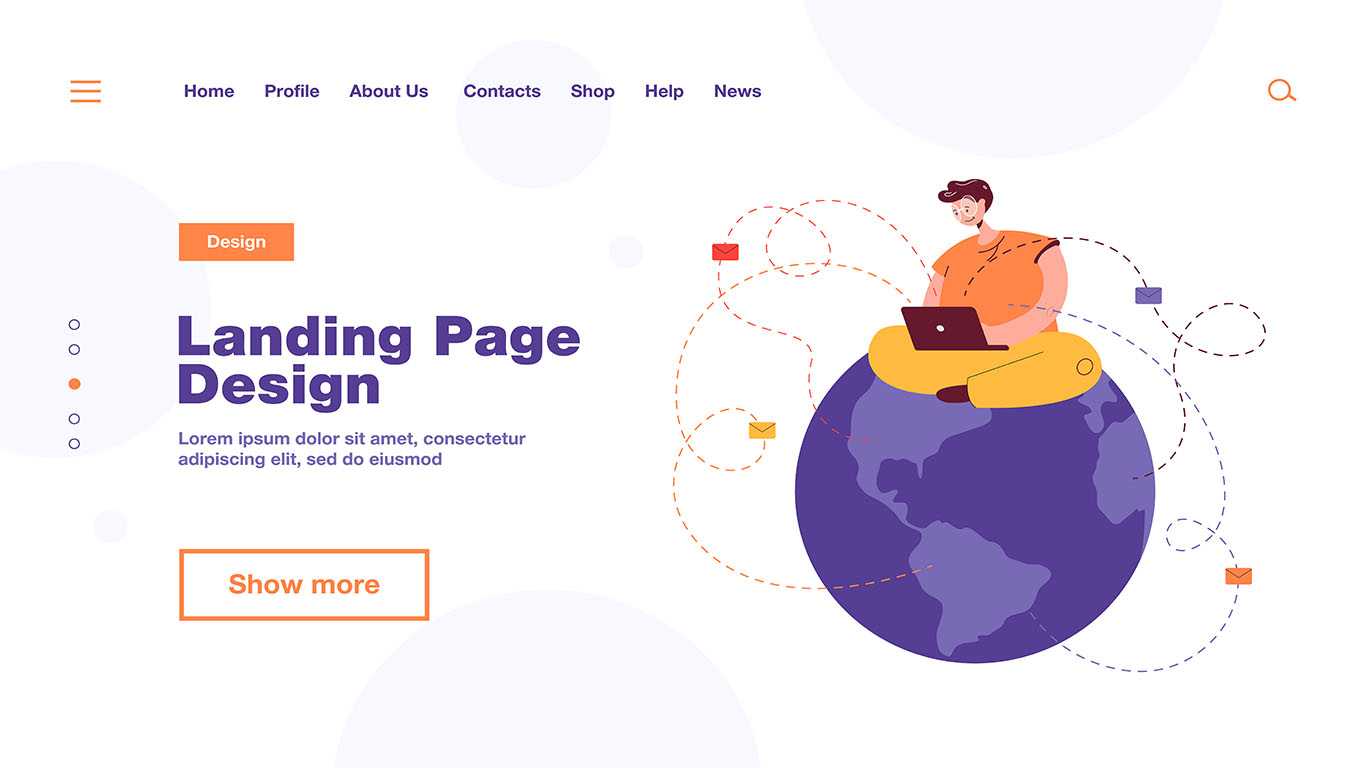 Home Profile About Us Contacts Shop Help News
Design
Landing Page
Design
Lorem ipsum dolor sit amet, consectetur
adipiscing elit, sed do eiusmod
Show more